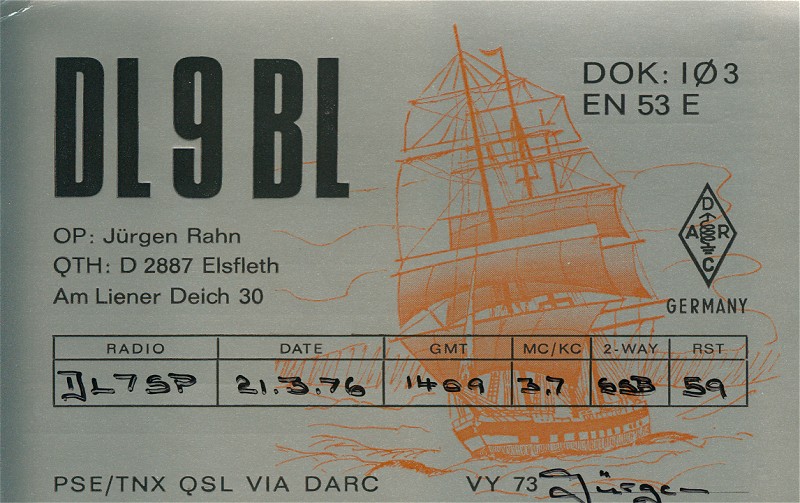 DL9BL
DOK: IØ3
EN 53 E
OP: Jürgen Rahn
QTH: D 2887 Elsfleth
Am Liener Deich 30
DARC
GERMANY
RADIO DATE GMT MC/KC 2-WAY RST
DL7SP 21.3.76 1409 3.7 SSB 59
PSE/TNX QSL VIA DARC VY 73 Jürgen